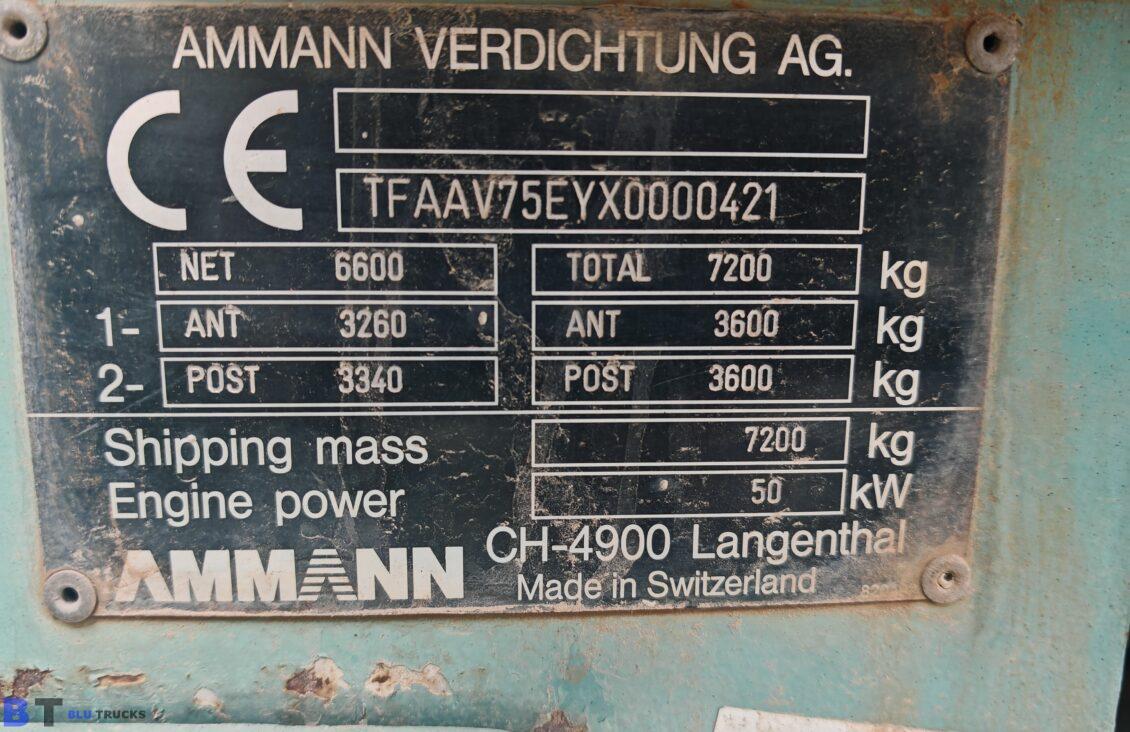 AMMANN VERDICHTUNG AG.
CE
TFAAV75EYX0000421
NET 6600 TOTAL 7200 kg
1- ANT 3260 ANT 3600 kg
2- POST 3340 POST 3600 kg
Shipping mass 7200 kg
Engine power 50 kW
AMMANN CH-4900 Langenthal
Made in Switzerland
BT BLU TRUCKS